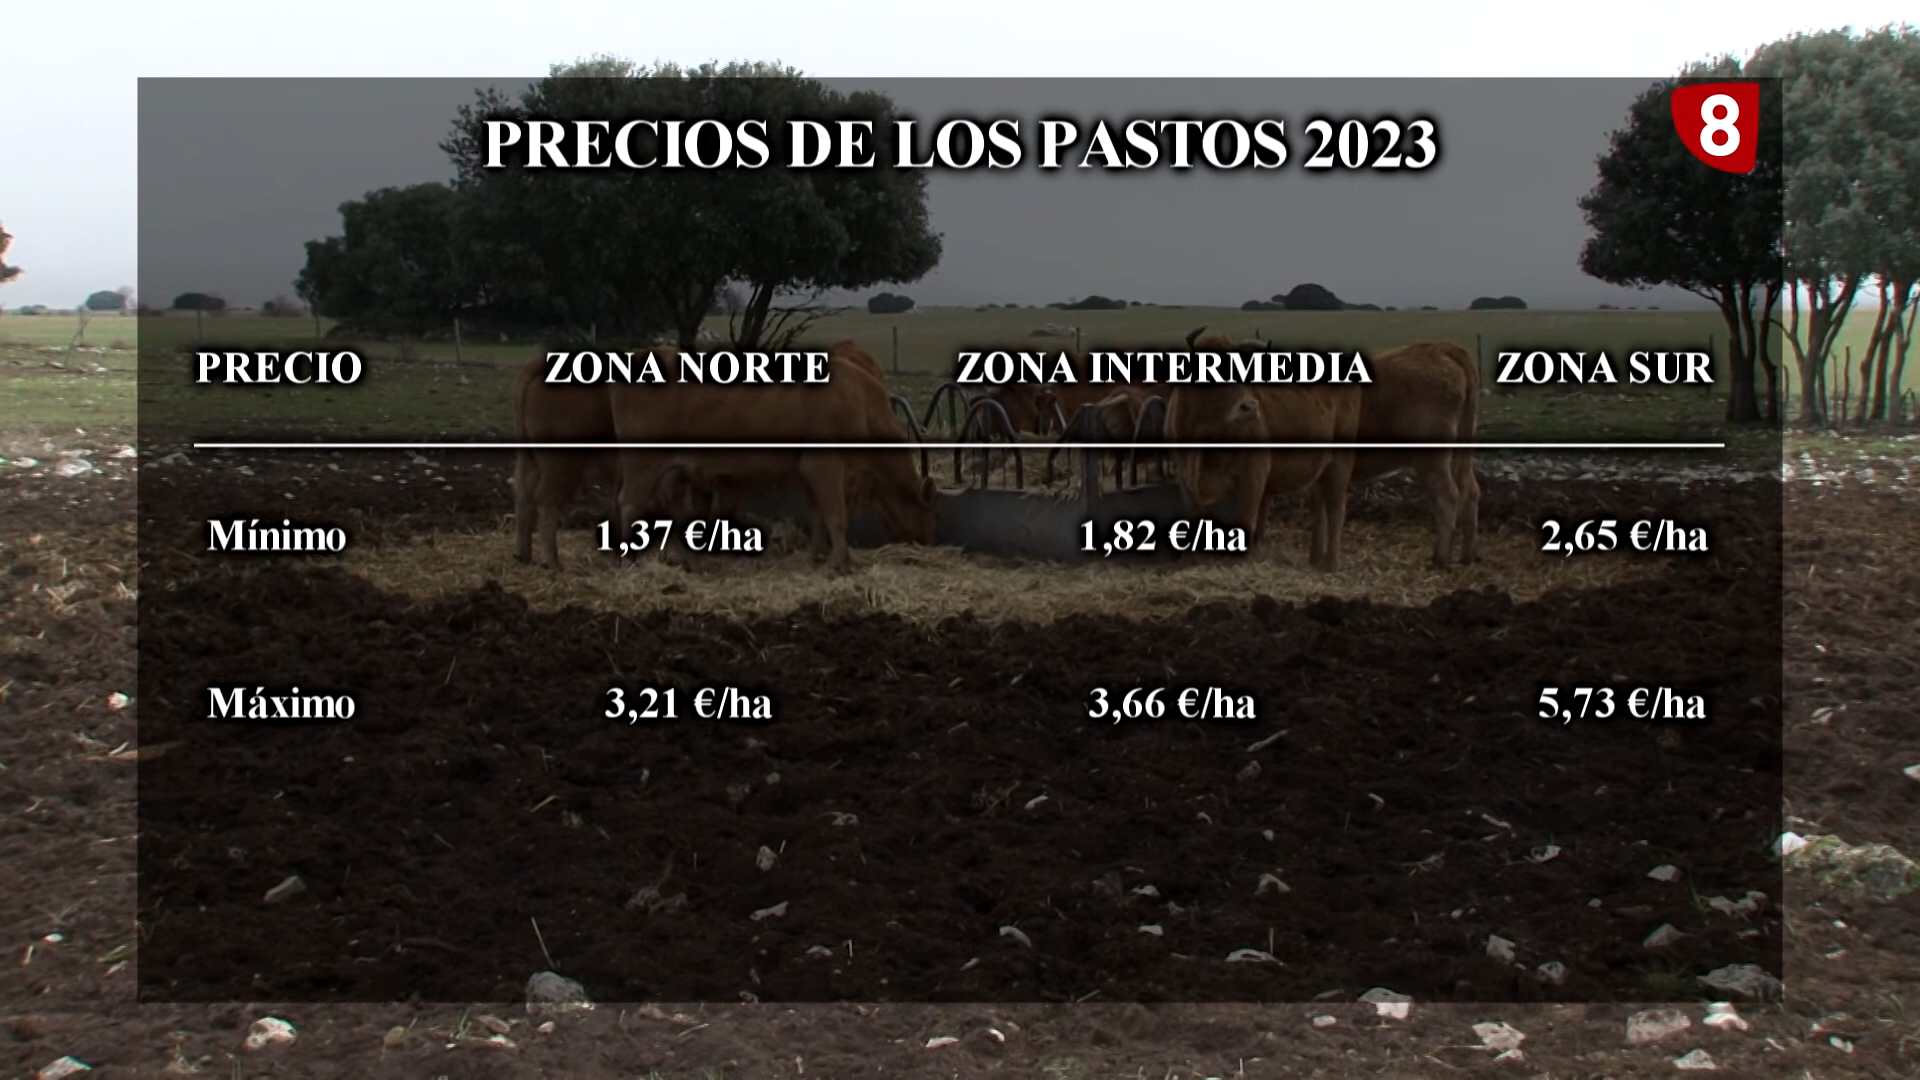 PRECIOS DE LOS PASTOS 2023
8
PRECIO ZONA NORTE ZONA INTERMEDIA ZONA SUR
Mínimo 1,37 €/ha 1,82 €/ha 2,65 €/ha
Máximo 3,21 €/ha 3,66 €/ha 5,73 €/ha